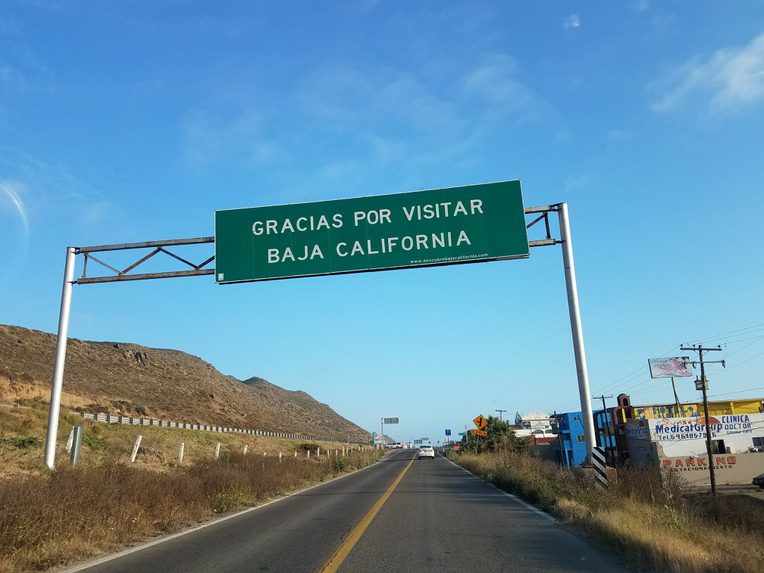 GRACIAS POR VISITAR
BAJA CALIFORNIA
www.descubrebajacalifornia.com
CLINICA
MedicalGroup DOCTOR
PARKING
ESTACIONAMIENTO